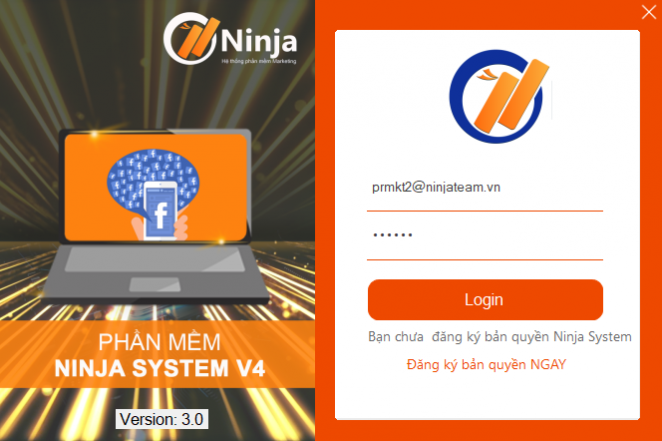 Ninja
Hệ thống phần mềm Marketing
PHẦN MỀM
NINJA SYSTEM V4
Version: 3.0
prmkt2@ninjateam.vn
••••••
Login
Bạn chưa đăng ký bản quyền Ninja System
Đăng ký bản quyền NGAY